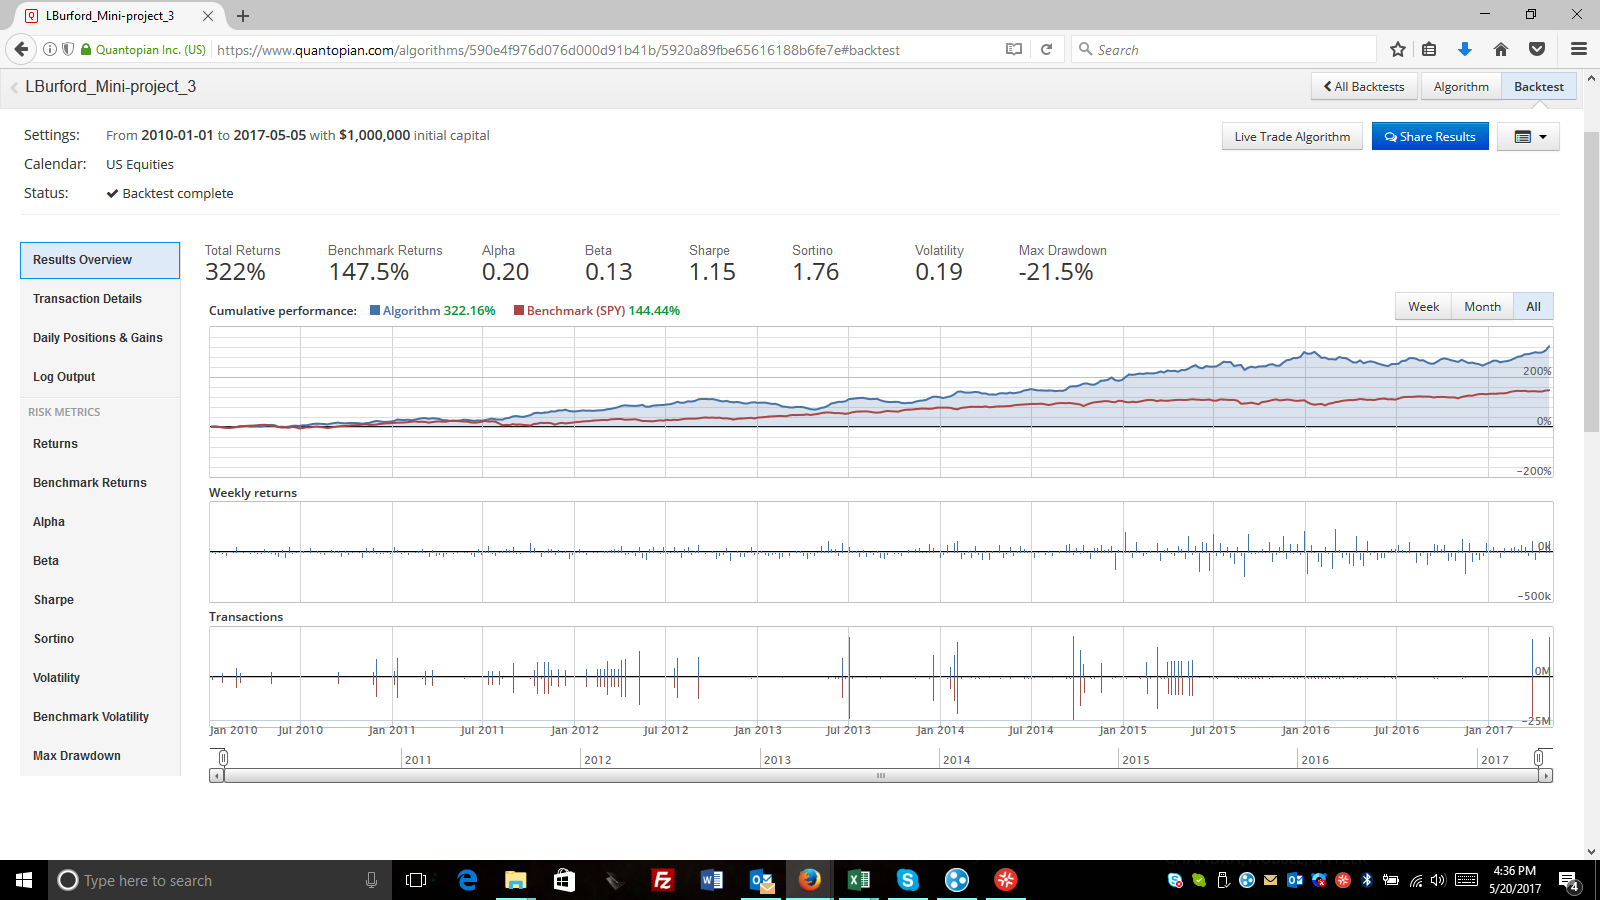 LBurford_Mini-project_3
Quantopian Inc. (US)
https://www.quantopian.com/algorithms/590e4f976d076d000d91b41b/5920a89fbe65616188b6fe7e#backtest
Search
LBurford_Mini-project_3
All Backtests
Algorithm
Backtest
Settings: From 2010-01-01 to 2017-05-05 with $1,000,000 initial capital
Live Trade Algorithm
Share Results
Calendar: US Equities
Status: Backtest complete
Results Overview
Transaction Details
Daily Positions & Gains
Log Output
RISK METRICS
Returns
Benchmark Returns
Alpha
Beta
Sharpe
Sortino
Volatility
Benchmark Volatility
Max Drawdown
Total Returns Benchmark Returns Alpha Beta Sharpe Sortino Volatility Max Drawdown
322% 147.5% 0.20 0.13 1.15 1.76 0.19 -21.5%
Cumulative performance: Algorithm 322.16% Benchmark (SPY) 144.44%
Week Month All
200%
0%
-200%
Weekly returns
0k
-500k
Transactions
0M
-25M
Jan 2010 Jul 2010 Jan 2011 Jul 2011 Jan 2012 Jul 2012 Jan 2013 Jul 2013 Jan 2014 Jul 2014 Jan 2015 Jul 2015 Jan 2016 Jul 2016 Jan 2017
2011 2012 2013 2014 2015 2016 2017
Type here to search
4:36 PM
5/20/2017
4